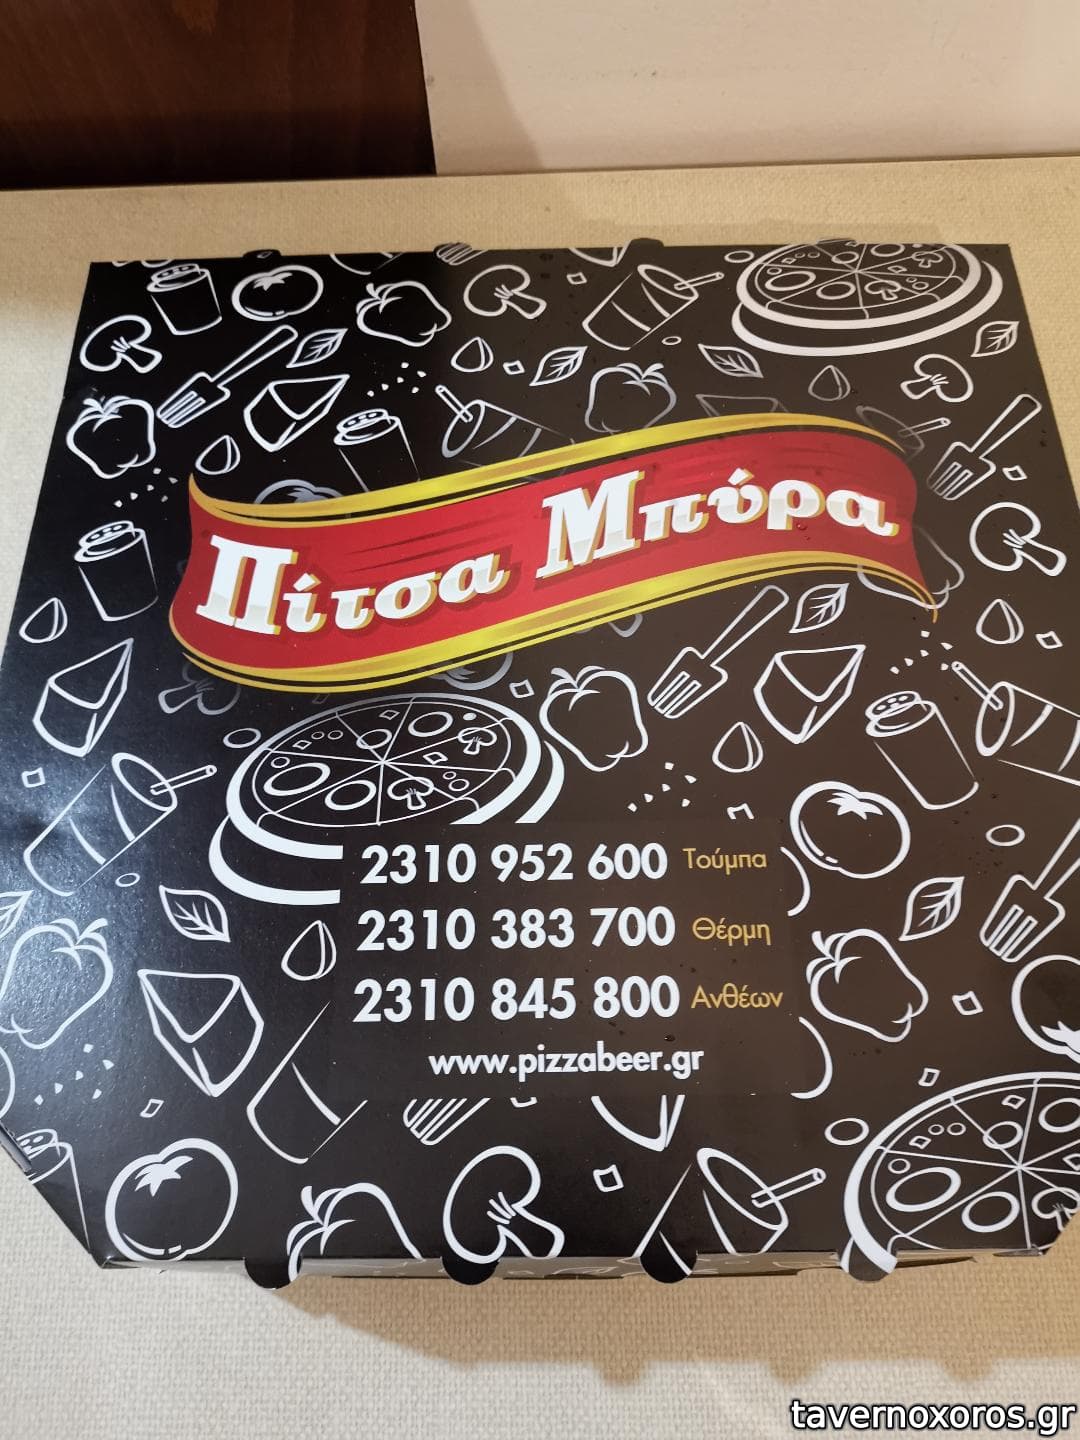 Πίτσα Μπύρα
2310 952 600 Τούμπα
2310 383 700 Θέρμη
2310 845 800 Ανθέων
www.pizzabeer.gr
tavernoxoros.gr